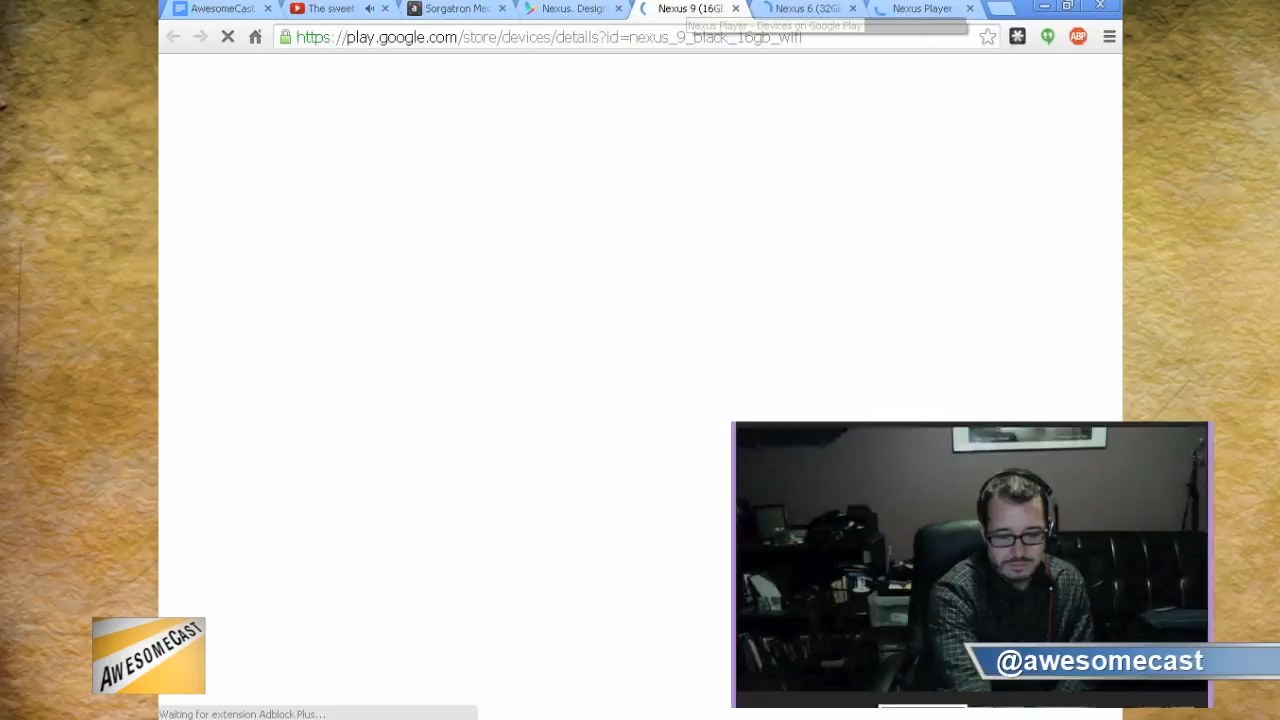 AwesomeCast
The sweet
Sorgatron Mec
Nexus. Design
Nexus 9 (16G
Nexus 6 (32G
Nexus Player
Nexus Player - Devices on Google Play
https://play.google.com/store/devices/details?id=nexus_9_black_16gb_wifi
ABP
@awesomecast
AWESOMECAST
Waiting for extension Adblock Plus...